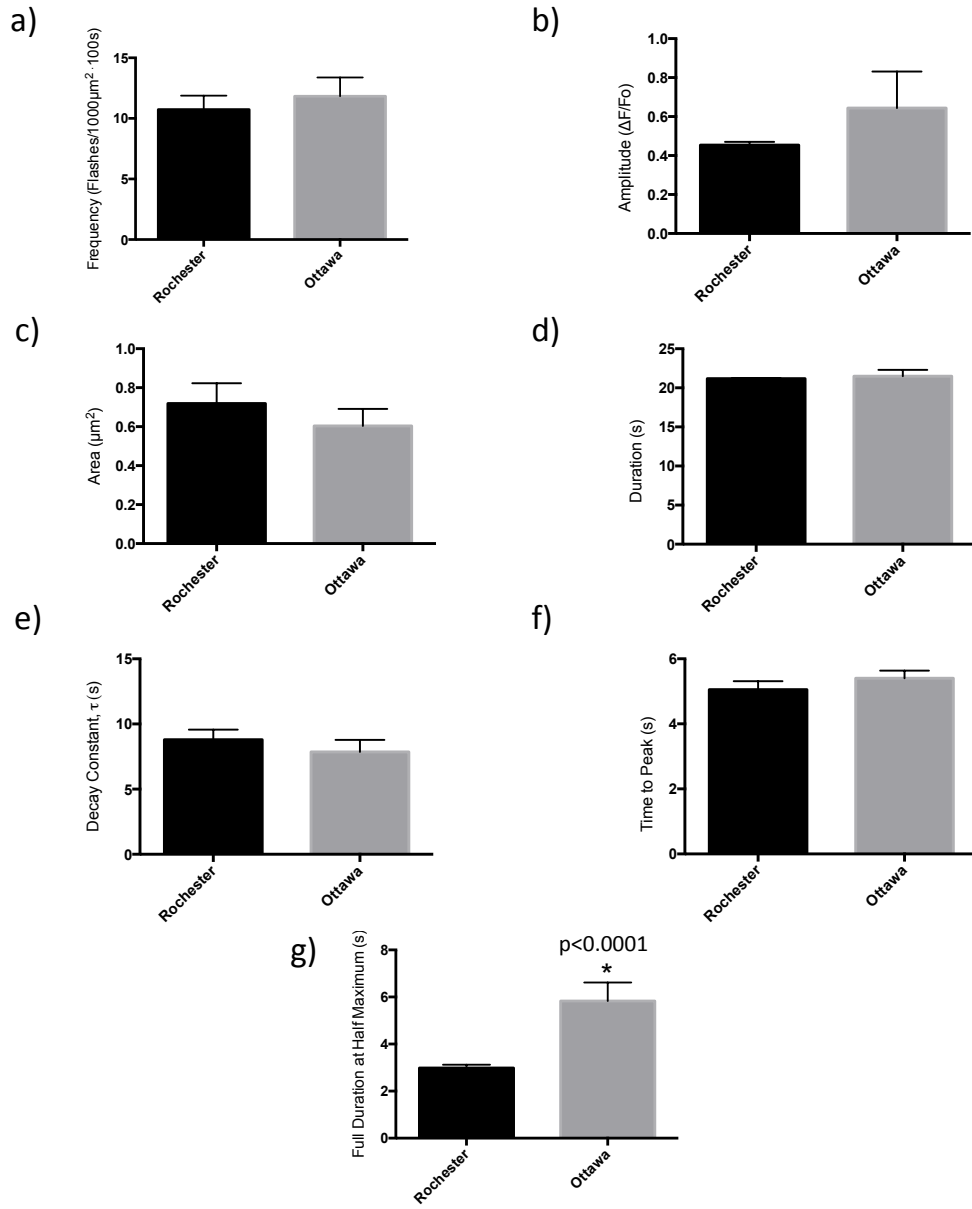 a)
Frequency (Flashes/1000µm²·100s)
15
10
5
0
Rochester
Ottawa
b)
Amplitude (ΔF/Fo)
1.0
0.8
0.6
0.4
0.2
0.0
Rochester
Ottawa
c)
Area (µm²)
1.0
0.8
0.6
0.4
0.2
0.0
Rochester
Ottawa
d)
Duration (s)
25
20
15
10
5
0
Rochester
Ottawa
e)
Decay Constant, τ (s)
15
10
5
0
Rochester
Ottawa
f)
Time to Peak (s)
6
4
2
0
Rochester
Ottawa
g)
Full Duration at Half Maximum (s)
8
6
4
2
0
p<0.0001
*
Rochester
Ottawa